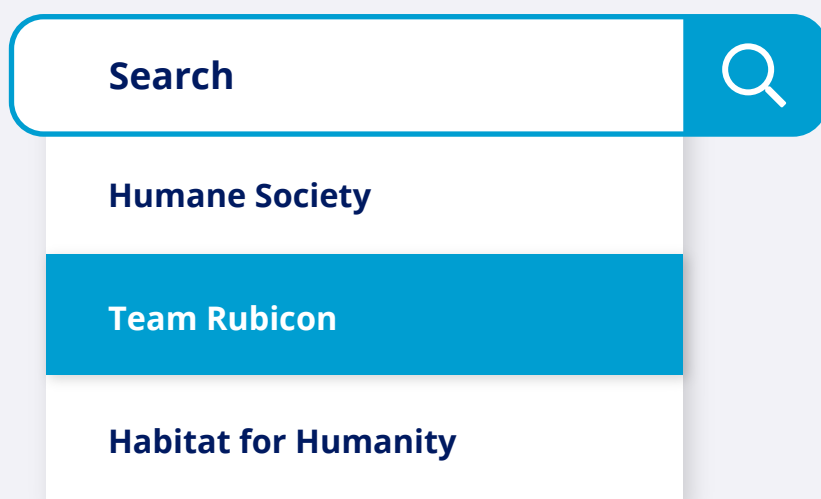 Search
Humane Society
Team Rubicon
Habitat for Humanity